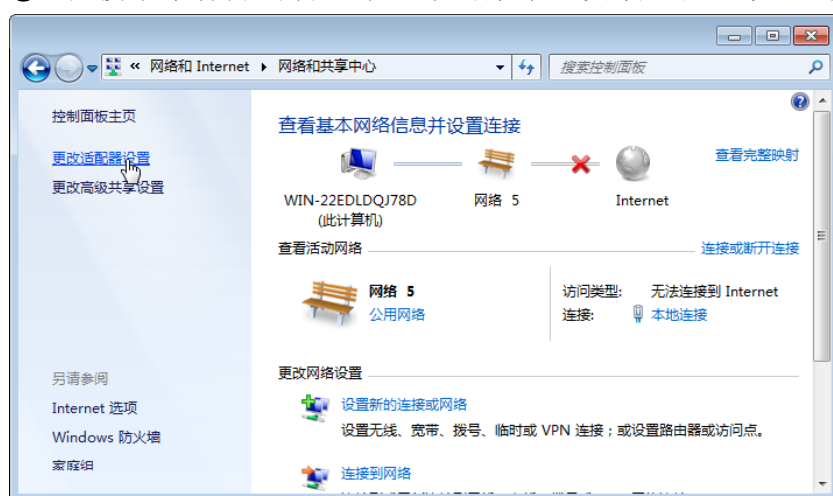 « 网络和 Internet ▸ 网络和共享中心
搜索控制面板
控制面板主页
更改适配器设置
更改高级共享设置
查看基本网络信息并设置连接
查看完整映射
WIN-22EDLDQJ78D
(此计算机)
网络 5
Internet
查看活动网络
连接或断开连接
网络 5
公用网络
访问类型: 无法连接到 Internet
连接: 本地连接
更改网络设置
设置新的连接或网络
设置无线、宽带、拨号、临时或 VPN 连接；或设置路由器或访问点。
连接到网络
另请参阅
Internet 选项
Windows 防火墙
家庭组